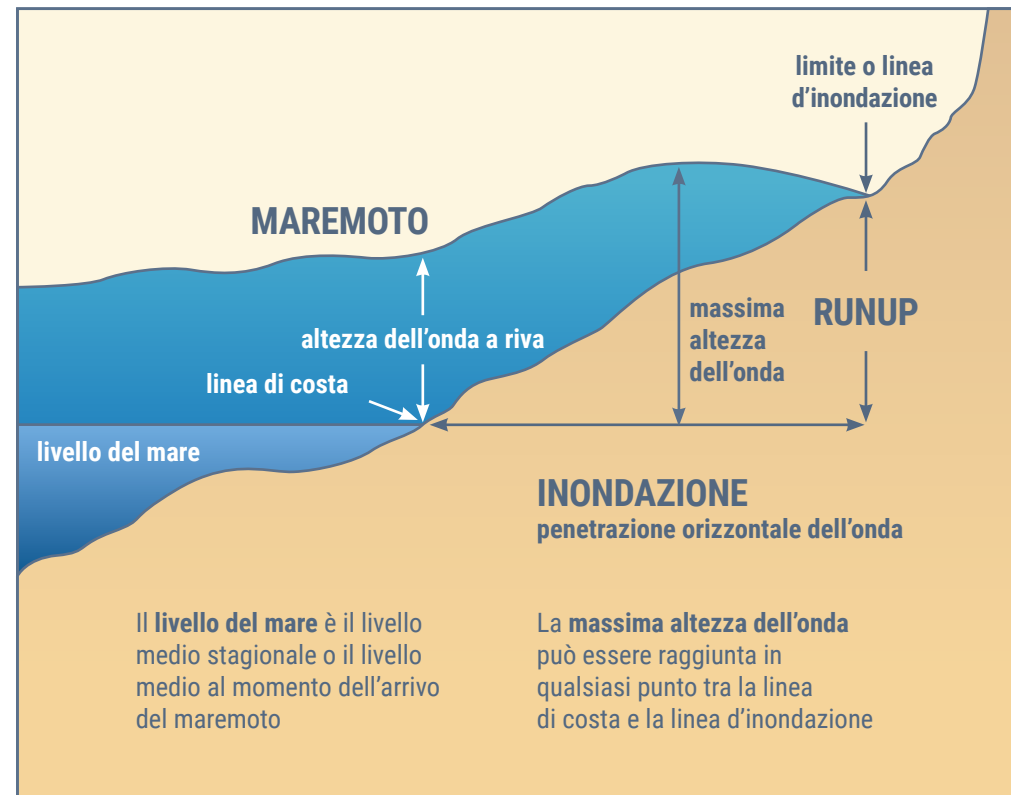 limite o linea
d’inondazione
MAREMOTO
massima
altezza
dell’onda
RUNUP
altezza dell’onda a riva
linea di costa
livello del mare
INONDAZIONE
penetrazione orizzontale dell’onda
Il livello del mare è il livello
medio stagionale o il livello
medio al momento dell’arrivo
del maremoto
La massima altezza dell’onda
può essere raggiunta in
qualsiasi punto tra la linea
di costa e la linea d’inondazione